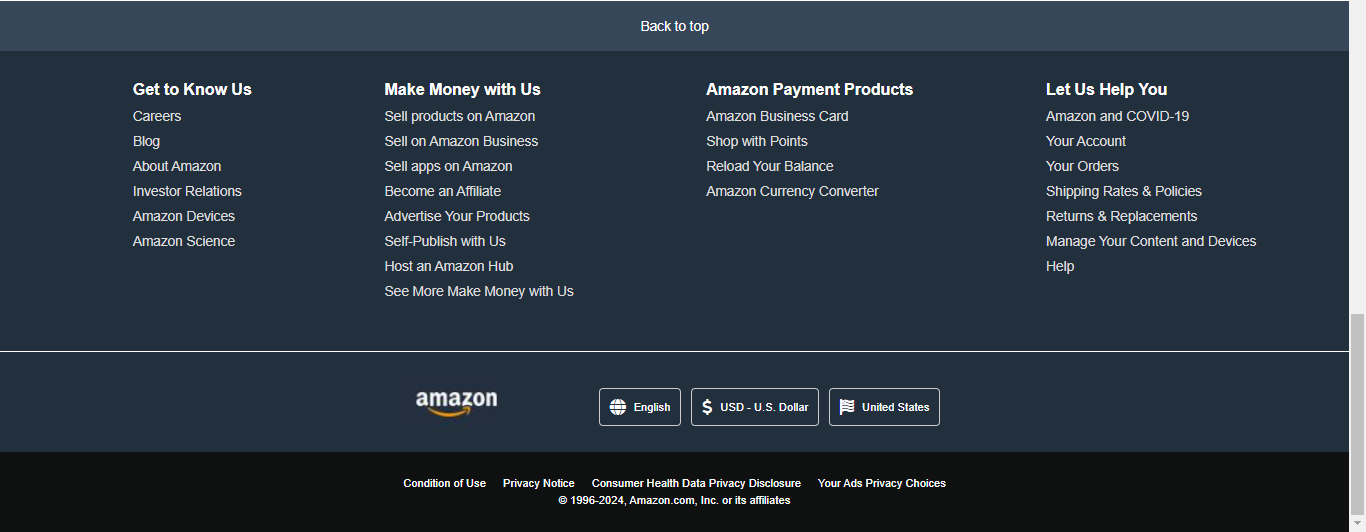 Back to top
Get to Know Us
Careers
Blog
About Amazon
Investor Relations
Amazon Devices
Amazon Science
Make Money with Us
Sell products on Amazon
Sell on Amazon Business
Sell apps on Amazon
Become an Affiliate
Advertise Your Products
Self-Publish with Us
Host an Amazon Hub
See More Make Money with Us
Amazon Payment Products
Amazon Business Card
Shop with Points
Reload Your Balance
Amazon Currency Converter
Let Us Help You
Amazon and COVID-19
Your Account
Your Orders
Shipping Rates & Policies
Returns & Replacements
Manage Your Content and Devices
Help
amazon
English
$ USD - U.S. Dollar
United States
Condition of Use Privacy Notice Consumer Health Data Privacy Disclosure Your Ads Privacy Choices
© 1996-2024, Amazon.com, Inc. or its affiliates